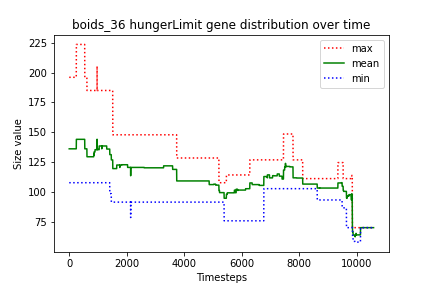 boids_36 hungerLimit gene distribution over time
max
mean
min
Size value
225
200
175
150
125
100
75
0
2000
4000
6000
8000
10000
Timesteps